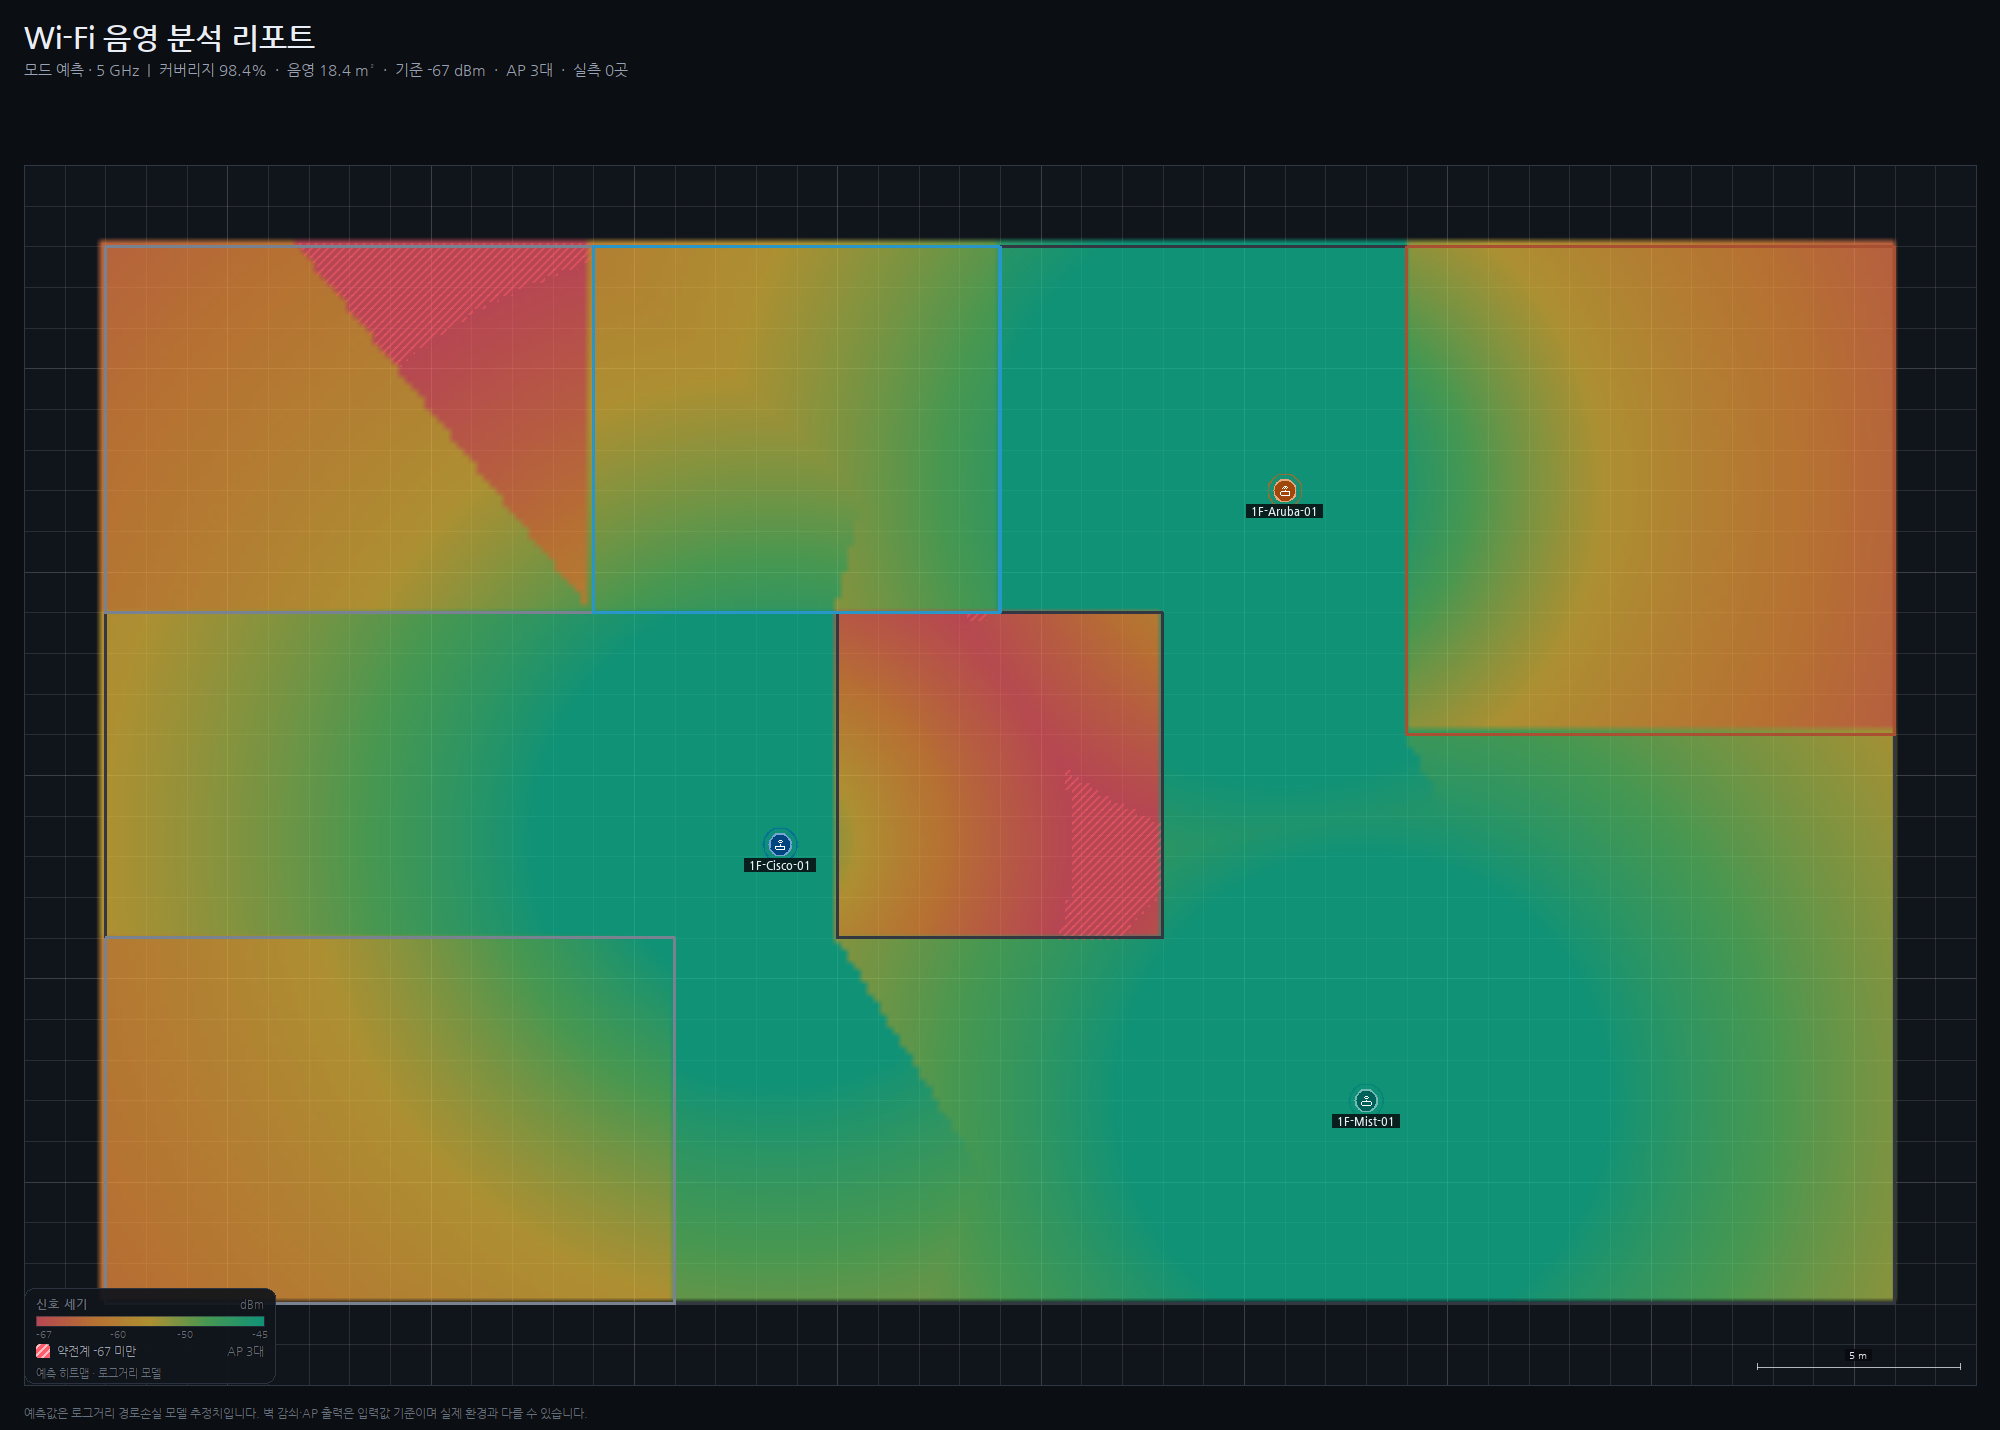 Wi-Fi 음영 분석 리포트
모드 예측 · 5 GHz | 커버리지 98.4% · 음영 18.4 m² · 기준 -67 dBm · AP 3대 · 실측 0곳
1F-Aruba-01
1F-Cisco-01
1F-Mist-01
신호 세기 dBm
-67 -60 -50 -45
약전계 -67 미만 AP 3대
예측 히트맵 · 로그거리 모델
5 m
예측값은 로그거리 경로손실 모델 추정치입니다. 벽 감쇠·AP 출력은 입력값 기준이며 실제 환경과 다를 수 있습니다.